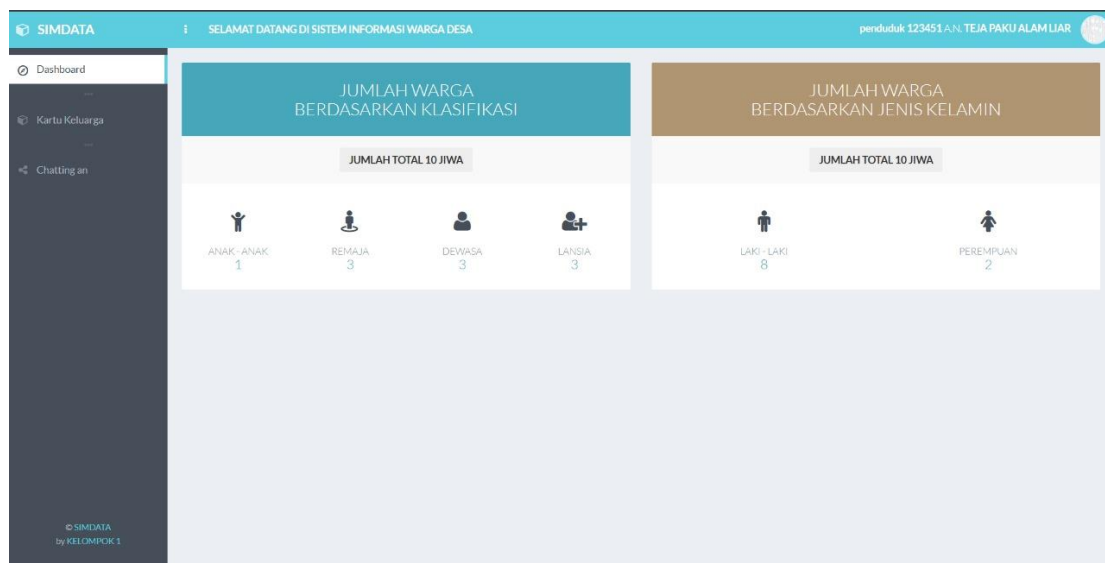 SIMDATA
SELAMAT DATANG DI SISTEM INFORMASI WARGA DESA
penduduk 123451 A.N. TEJA PAKU ALAM LIAR
Dashboard
Kartu Keluarga
Chatting an
JUMLAH WARGA
BERDASARKAN KLASIFIKASI
JUMLAH TOTAL 10 JIWA
ANAK - ANAK
1
REMAJA
3
DEWASA
3
LANSIA
3
JUMLAH WARGA
BERDASARKAN JENIS KELAMIN
JUMLAH TOTAL 10 JIWA
LAKI - LAKI
8
PEREMPUAN
2
© SIMDATA
by KELOMPOK 1